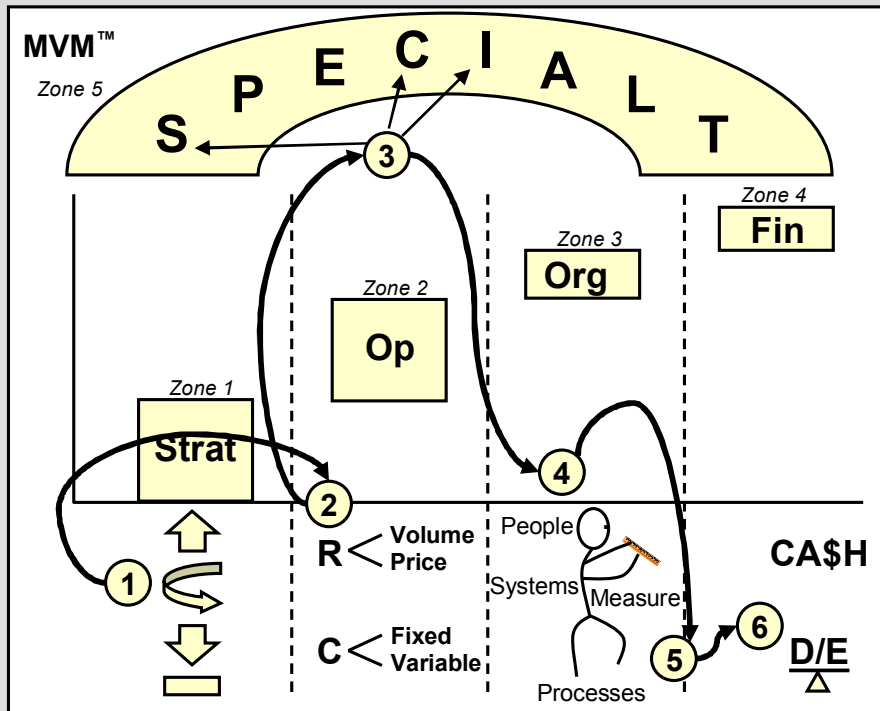 MVM™
Zone 5
S P E C I A L T
3
Zone 4
Fin
Zone 3
Org
Zone 2
Op
Zone 1
Strat
4
2
1
R
Volume
Price
C
Fixed
Variable
People
Systems
Measure
Processes
5
6
CA$H
D/E